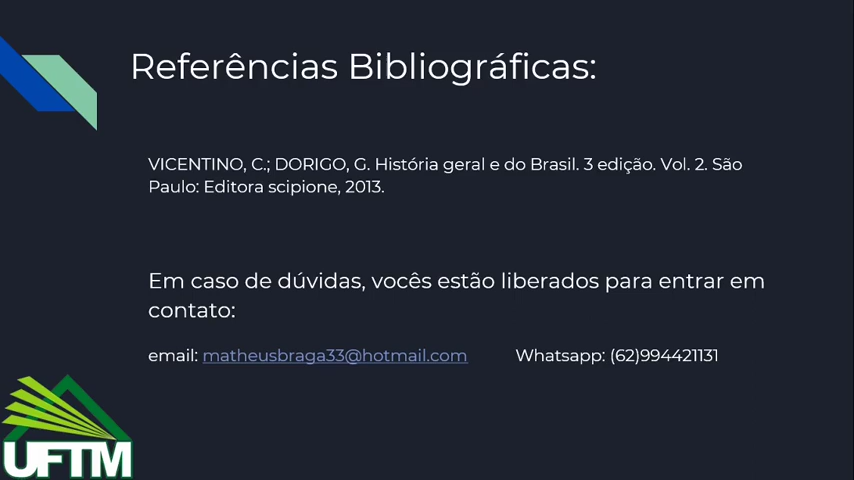 Referências Bibliográficas:
VICENTINO, C.; DORIGO, G. História geral e do Brasil. 3 edição. Vol. 2. São
Paulo: Editora scipione, 2013.
Em caso de dúvidas, vocês estão liberados para entrar em
contato:
email: matheusbraga33@hotmail.com Whatsapp: (62)994421131
UFTM